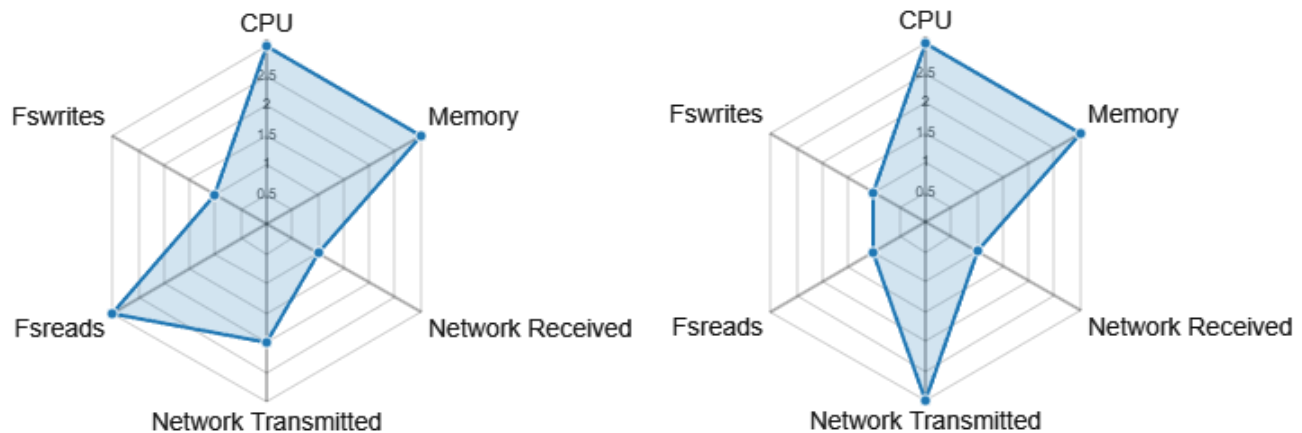 CPU
2.5
2
1.5
1
0.5
Fswrites
Memory
Fsreads
Network Received
Network Transmitted
CPU
2.5
2
1.5
1
0.5
Fswrites
Memory
Fsreads
Network Received
Network Transmitted